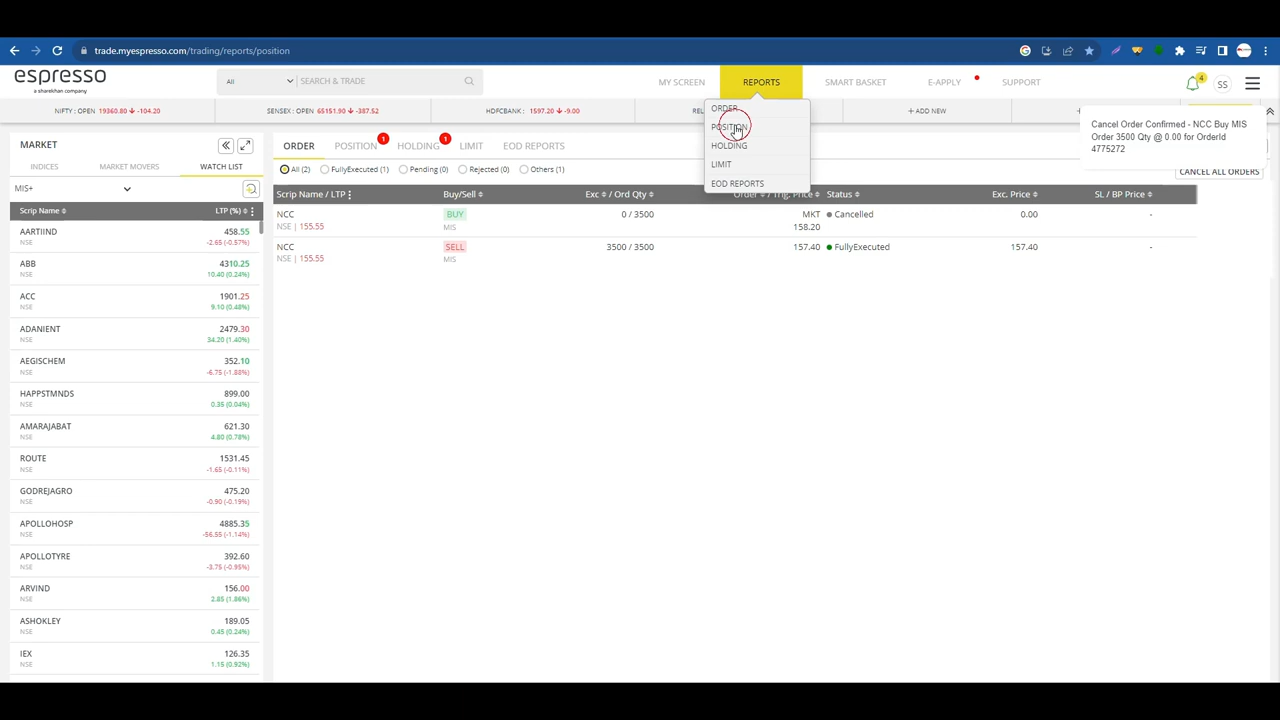 trade.myespresso.com/trading/reports/position
espresso
a sharekhan company
All
SEARCH & TRADE
MY SCREEN
REPORTS
SMART BASKET
E-APPLY
SUPPORT
4
SS
NIFTY : OPEN 19360.80 -104.20
SENSEX : OPEN 65151.90 -387.52
HDFCBANK : 1597.20 -9.00
REL
+ ADD NEW
ORDER
POSITION
HOLDING
LIMIT
EOD REPORTS
Cancel Order Confirmed - NCC Buy MIS
Order 3500 Qty @ 0.00 for OrderId
4775272
CANCEL ALL ORDERS
MARKET
INDICES
MARKET MOVERS
WATCH LIST
MIS+
Scrip Name
LTP (%)
AARTIIND 458.55
NSE -2.65 (-0.57%)
ABB 4310.25
NSE 10.40 (0.24%)
ACC 1901.25
NSE 9.10 (0.48%)
ADANIENT 2479.30
NSE 34.20 (1.40%)
AEGISCHEM 352.10
NSE -6.75 (-1.88%)
HAPPSTMNDS 899.00
NSE 0.35 (0.04%)
AMARAJABAT 621.30
NSE 4.80 (0.78%)
ROUTE 1531.45
NSE -1.65 (-0.11%)
GODREJAGRO 475.20
NSE -0.90 (-0.19%)
APOLLOHOSP 4885.35
NSE -56.55 (-1.14%)
APOLLOTYRE 392.60
NSE -3.75 (-0.95%)
ARVIND 156.00
NSE 2.85 (1.86%)
ASHOKLEY 189.05
NSE 0.45 (0.24%)
IEX 126.35
NSE 1.15 (0.92%)
ORDER
POSITION 1
HOLDING 1
LIMIT
EOD REPORTS
All (2)
FullyExecuted (1)
Pending (0)
Rejected (0)
Others (1)
Scrip Name / LTP
Buy/Sell
Exc / Ord Qty
Order / Trig. Price
Status
Exc. Price
SL / BP Price
NCC BUY 0 / 3500 MKT Cancelled 0.00 -
NSE | 155.55 MIS 158.20
NCC SELL 3500 / 3500 157.40 FullyExecuted 157.40 -
NSE | 155.55 MIS